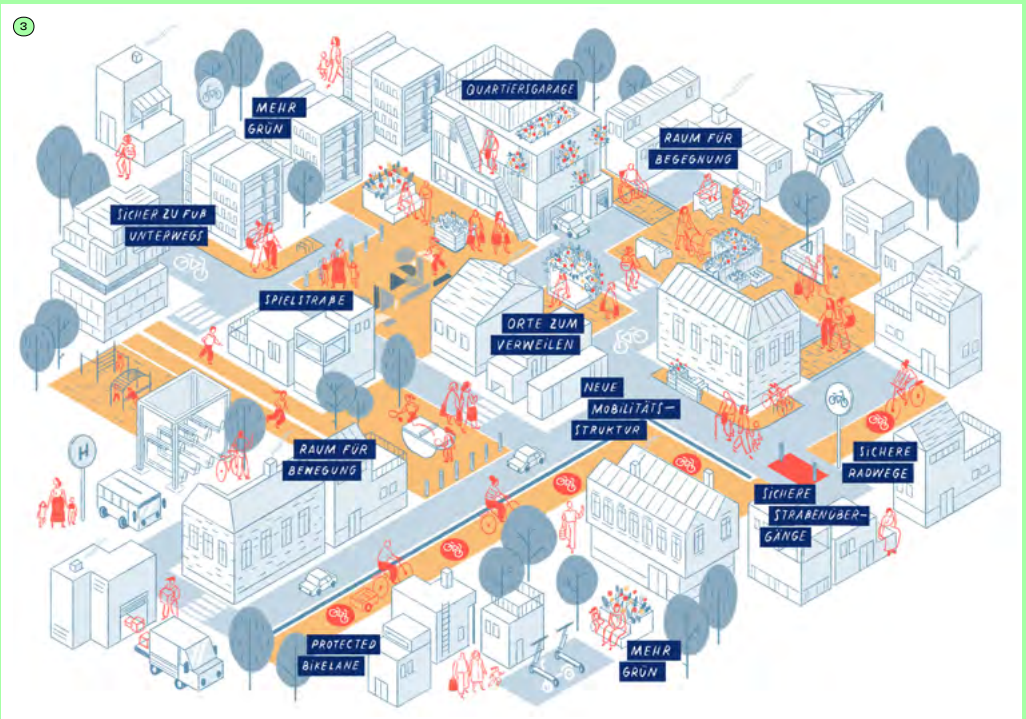 3
QUARTIERSGARAGE
MEHR
GRÜN
RAUM FÜR
BEGEGNUNG
SICHER ZU FUß
UNTERWEGS
SPIELSTRAßE
ORTE ZUM
VERWEILEN
NEUE
MOBILITÄTS-
STRUKTUR
RAUM FÜR
BEWEGUNG
H
SICHERE
RADWEGE
SICHERE
STRAßENÜBER-
GÄNGE
PROTECTED
BIKELANE
MEHR
GRÜN